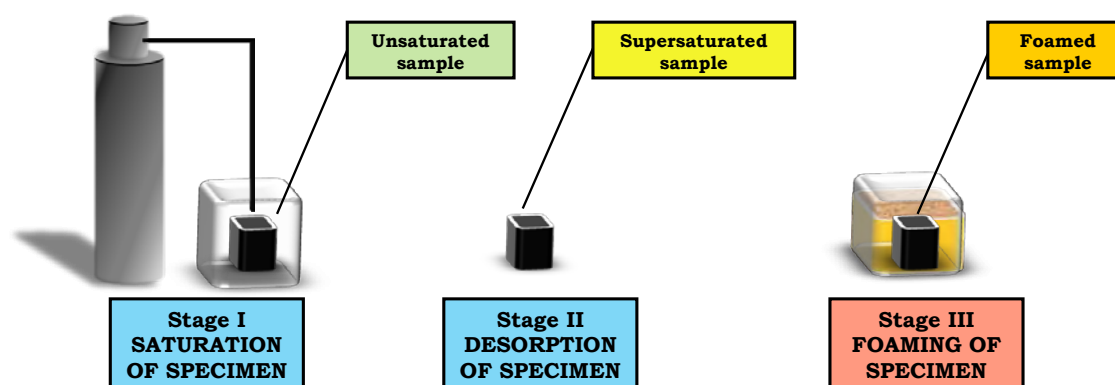 Unsaturated
sample
Supersaturated
sample
Foamed
sample
Stage I
SATURATION
OF SPECIMEN
Stage II
DESORPTION
OF SPECIMEN
Stage III
FOAMING OF
SPECIMEN